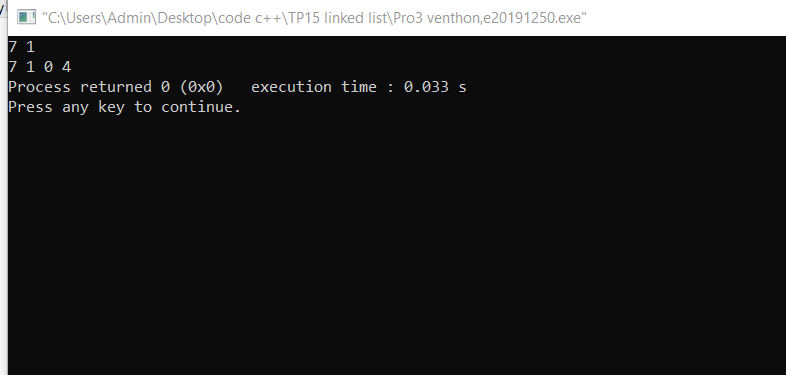 "C:\Users\Admin\Desktop\code c++\TP15 linked list\Pro3 venthon,e20191250.exe"
7 1
7 1 0 4
Process returned 0 (0x0)   execution time : 0.033 s
Press any key to continue.